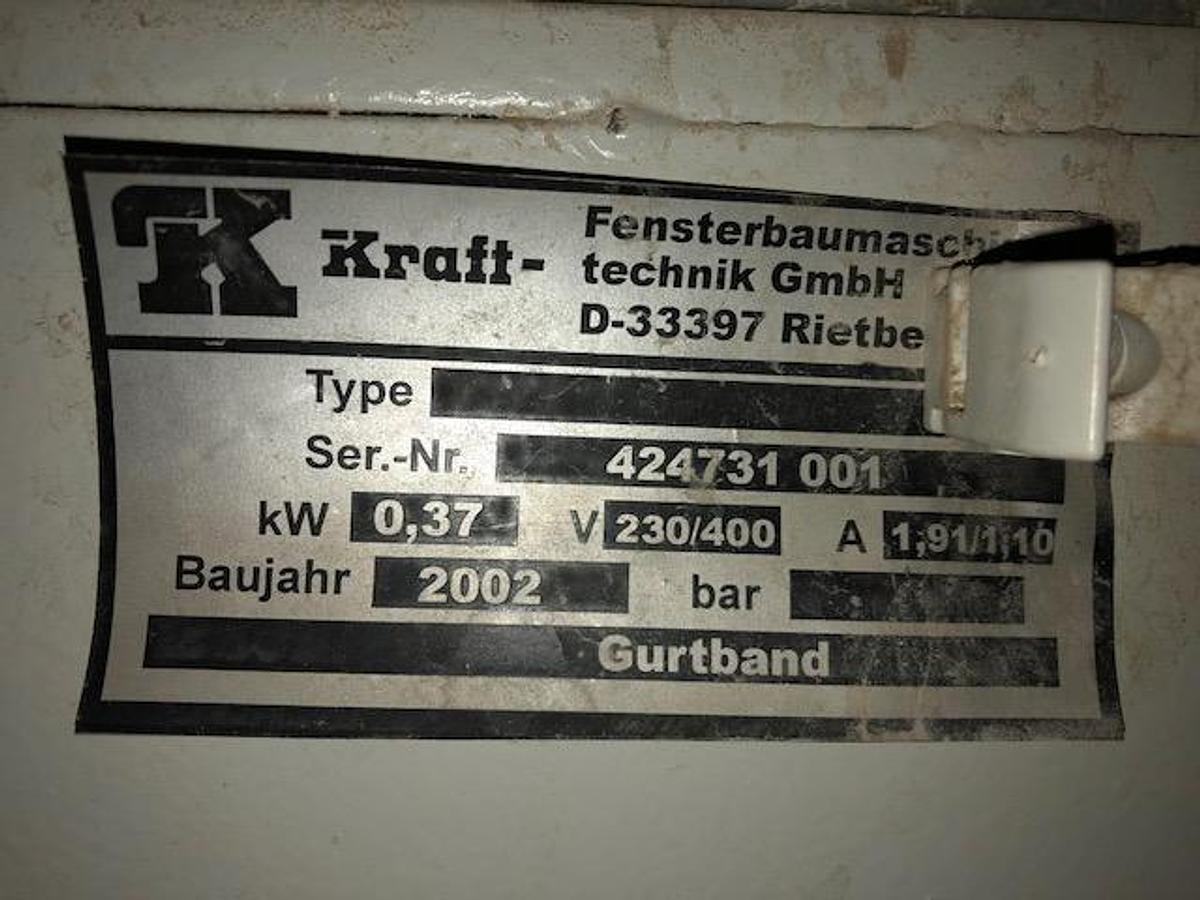 K Kraft- Fensterbaumaschi
technik GmbH
D-33397 Rietbe
Type
Ser.-Nr. 424731 001
kW 0,37 V 230/400 A 1,91/1,10
Baujahr 2002 bar
Gurtband